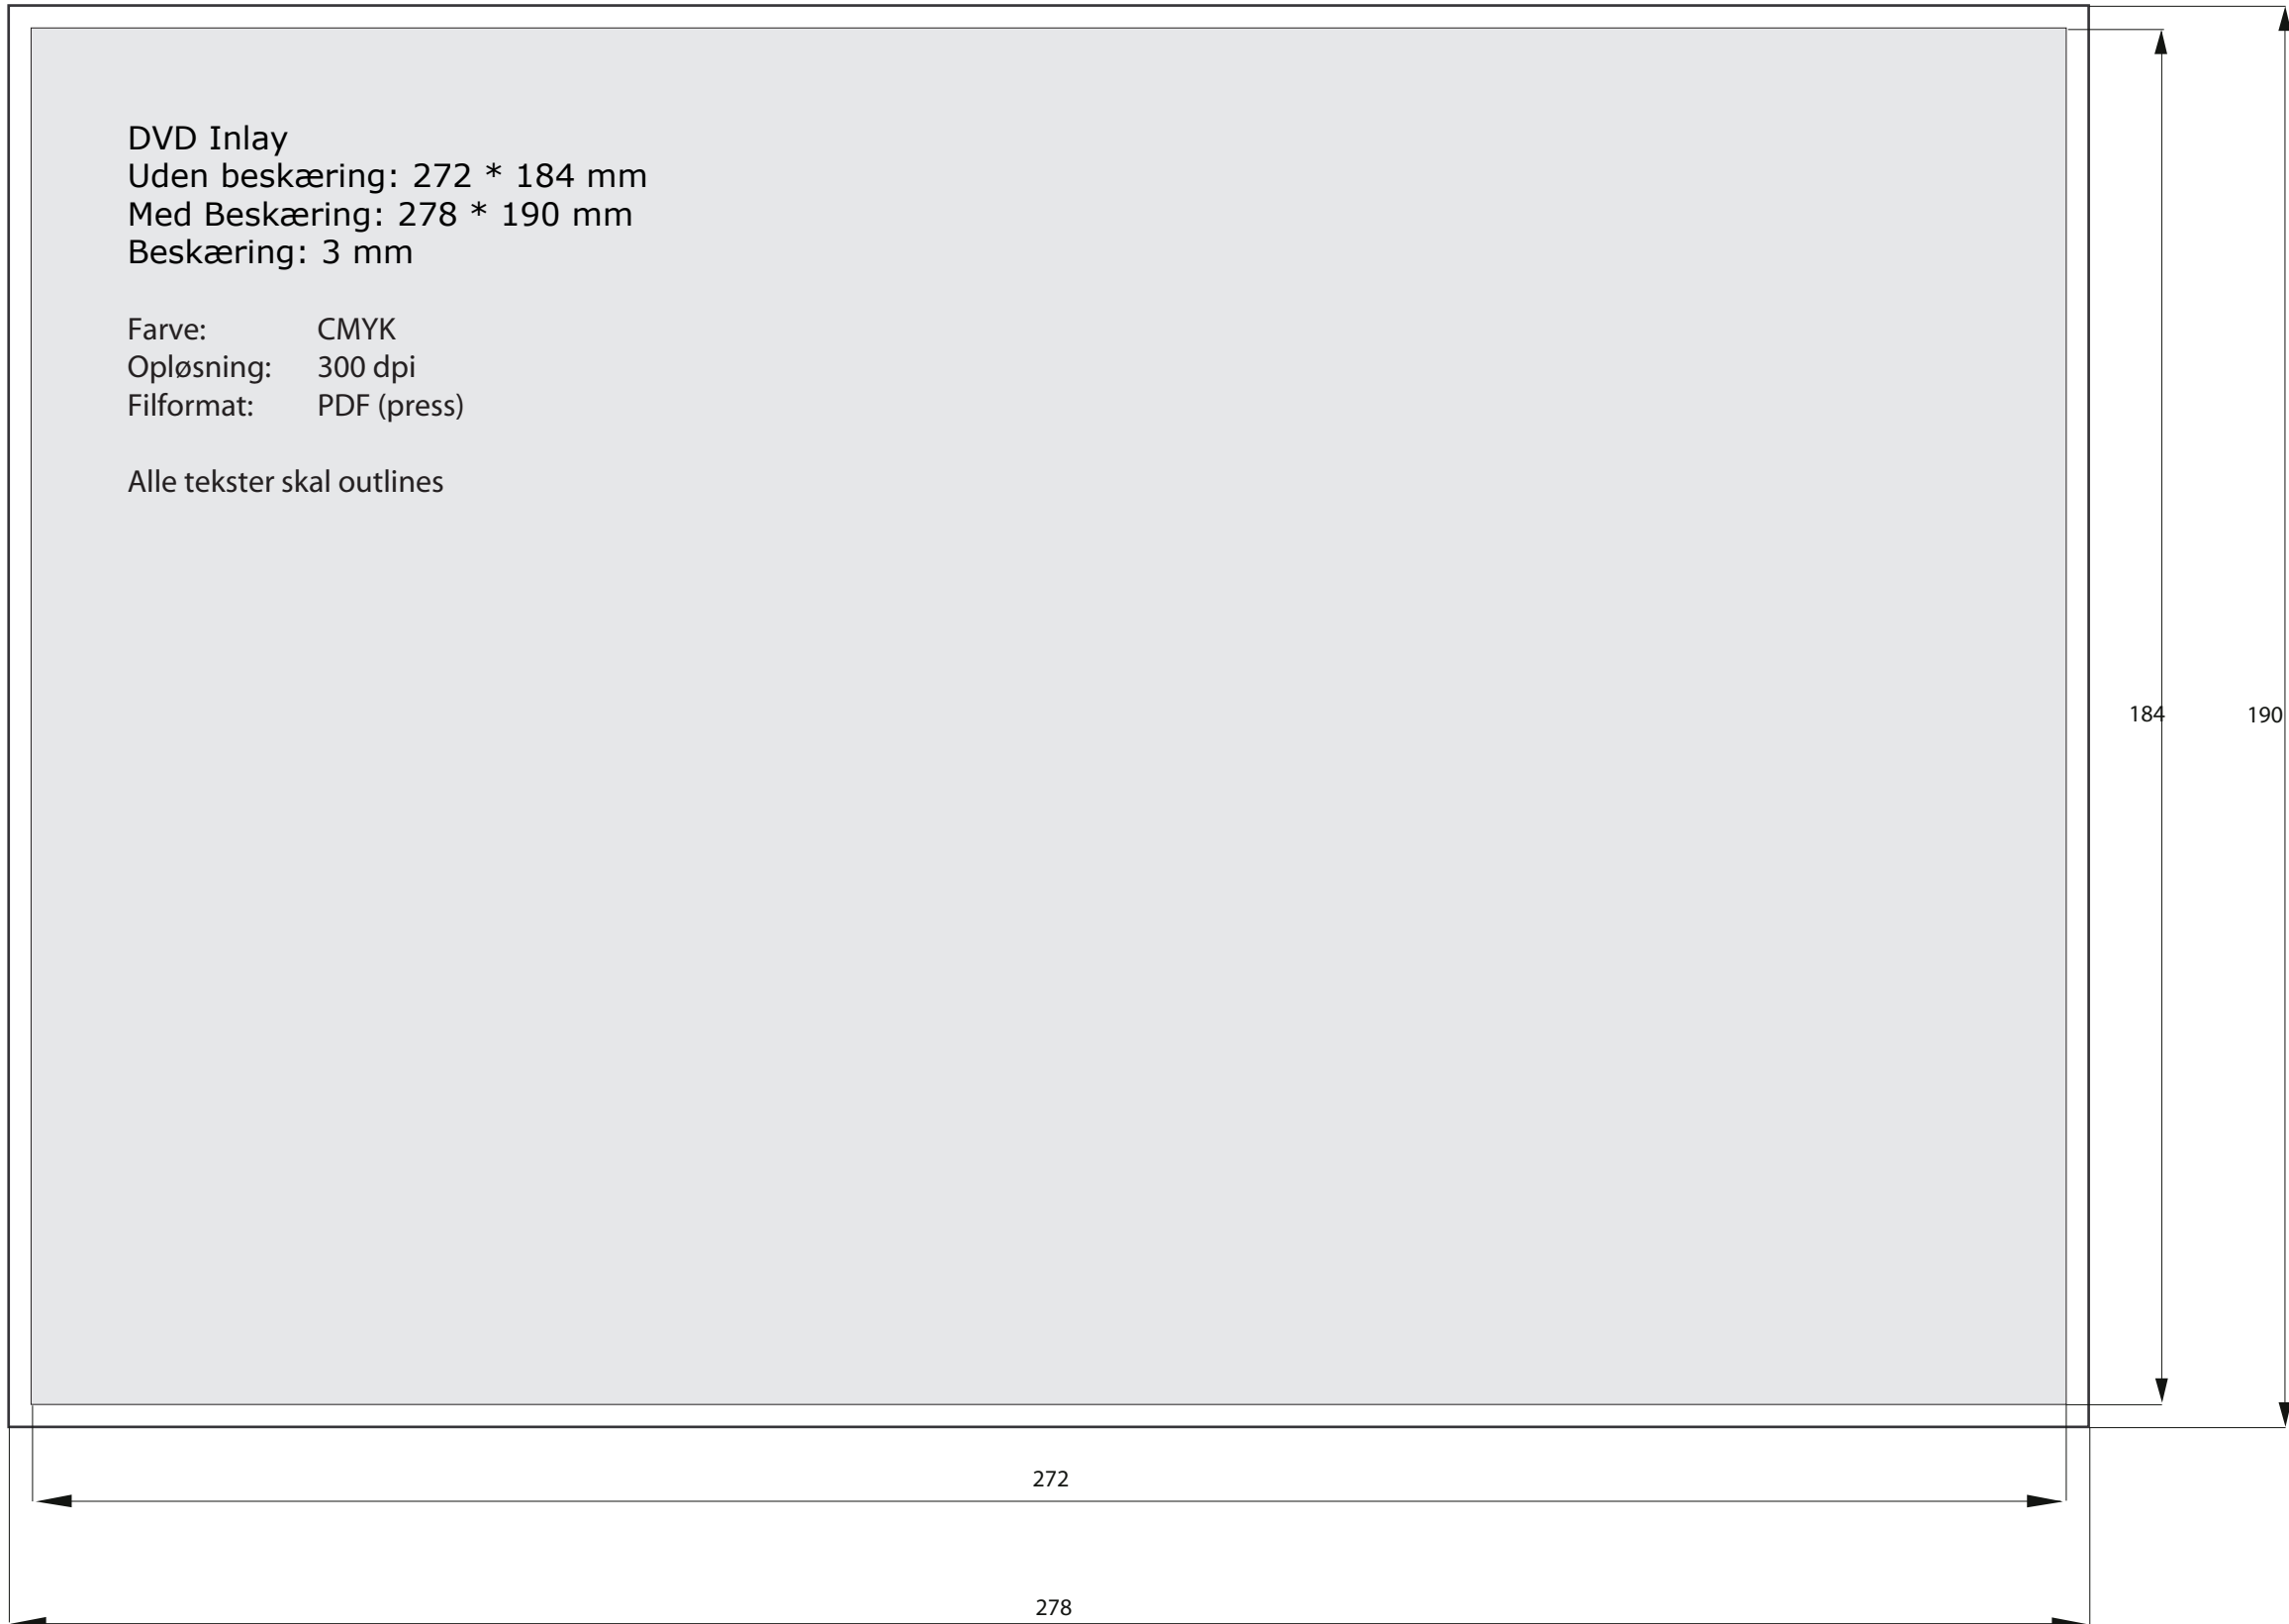 DVD Inlay
Uden beskæring: 272 * 184 mm
Med Beskæring: 278 * 190 mm
Beskæring: 3 mm
Farve: CMYK
Opløsning: 300 dpi
Filformat: PDF (press)
Alle tekster skal outlines
184
190
272
278